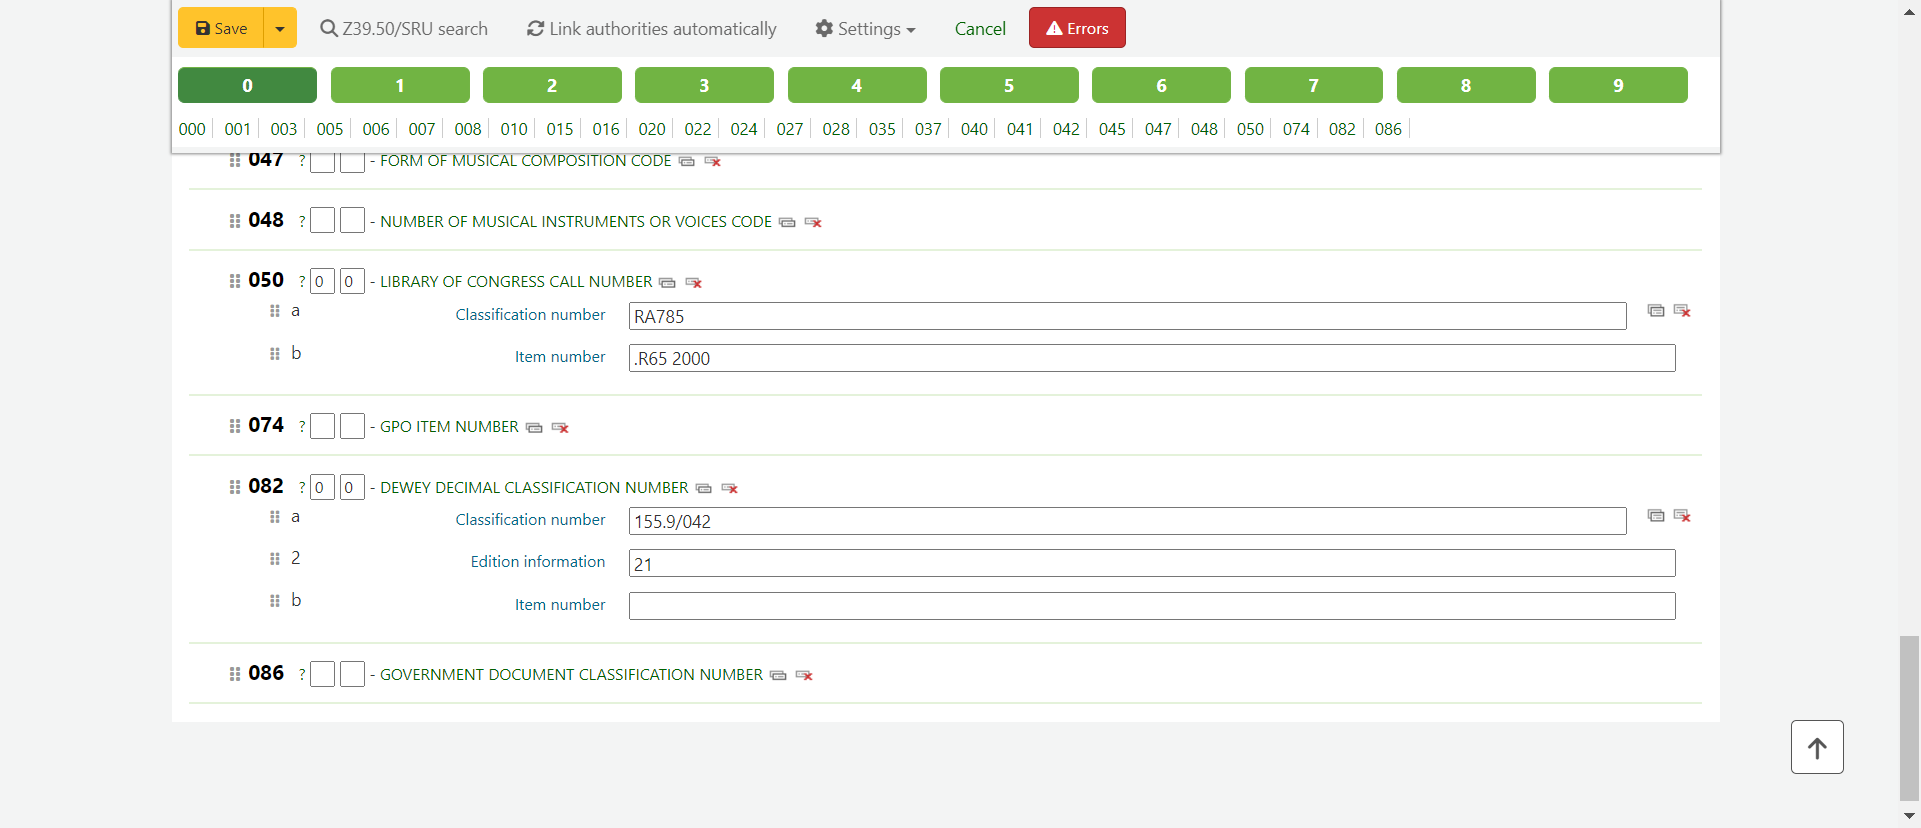 Save Z39.50/SRU search Link authorities automatically Settings Cancel Errors
0 1 2 3 4 5 6 7 8 9
000 001 003 005 006 007 008 010 015 016 020 022 024 027 028 035 037 040 041 042 045 047 048 050 074 082 086
047 ? - FORM OF MUSICAL COMPOSITION CODE
048 ? - NUMBER OF MUSICAL INSTRUMENTS OR VOICES CODE
050 ? 0 0 - LIBRARY OF CONGRESS CALL NUMBER
a Classification number RA785
b Item number .R65 2000
074 ? - GPO ITEM NUMBER
082 ? 0 0 - DEWEY DECIMAL CLASSIFICATION NUMBER
a Classification number 155.9/042
2 Edition information 21
b Item number
086 ? - GOVERNMENT DOCUMENT CLASSIFICATION NUMBER